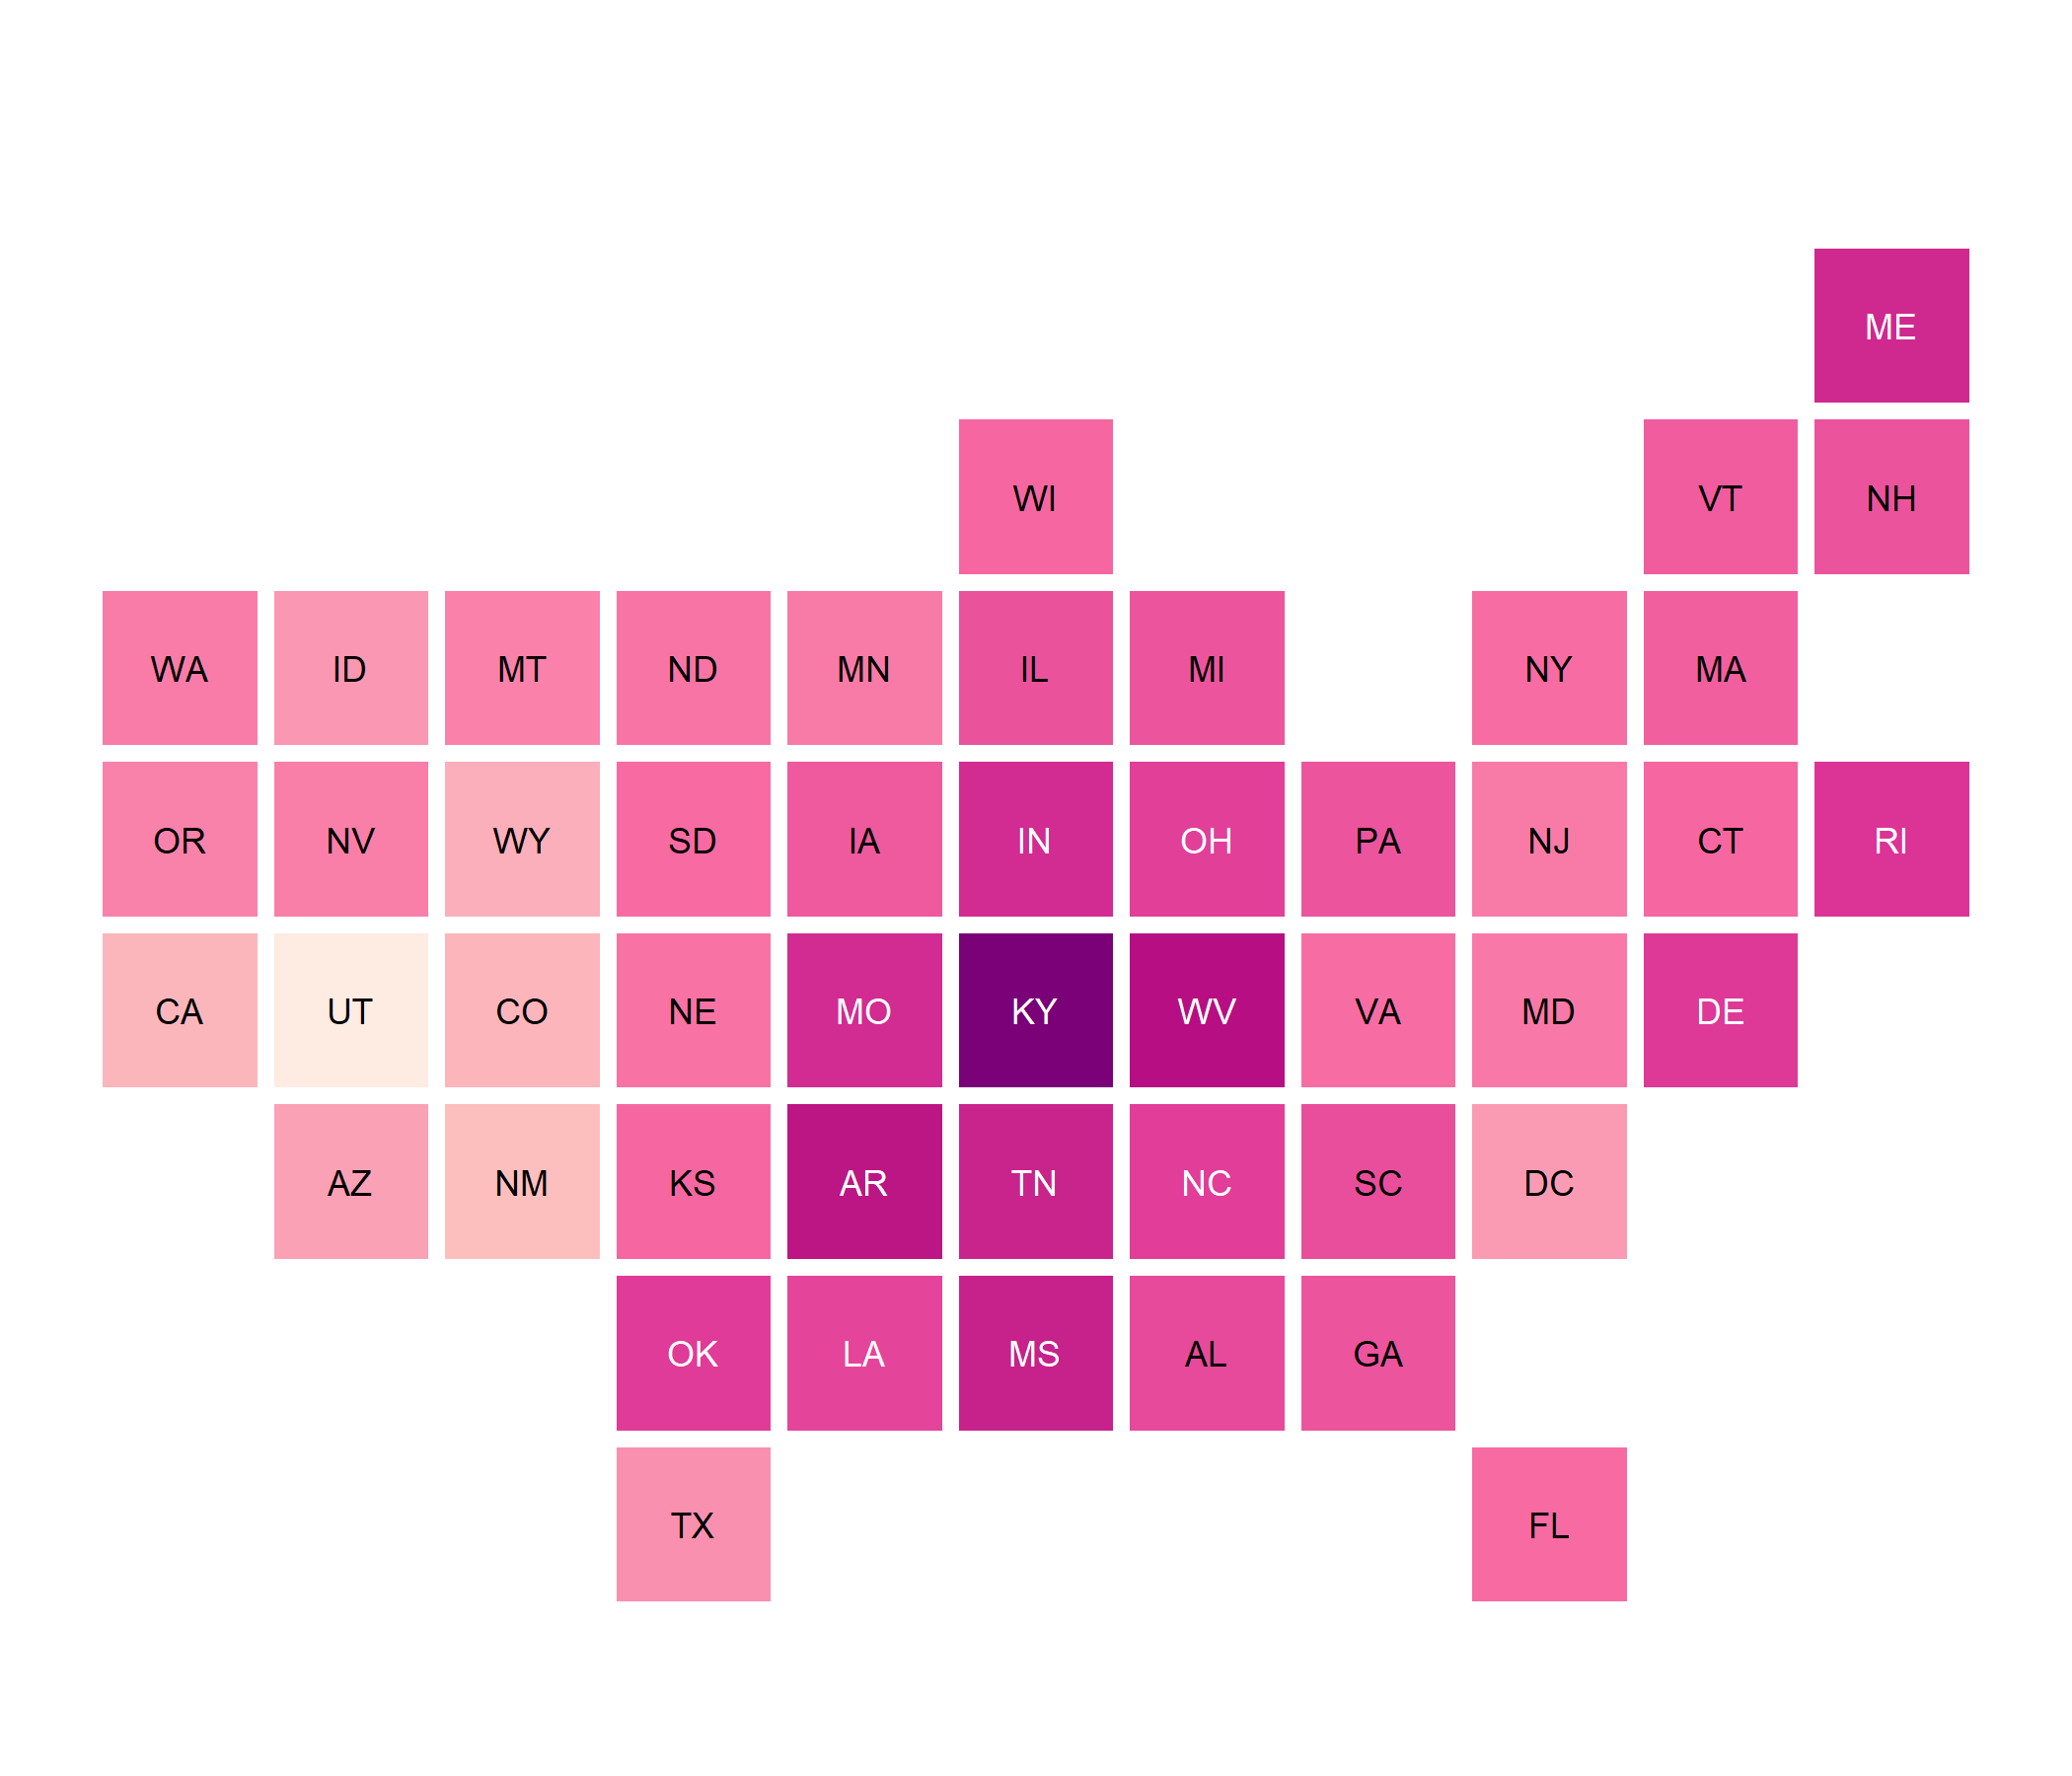 ME
WI VT NH
WA ID MT ND MN IL MI NY MA
OR NV WY SD IA IN OH PA NJ CT RI
CA UT CO NE MO KY WV VA MD DE
AZ NM KS AR TN NC SC DC
OK LA MS AL GA
TX FL